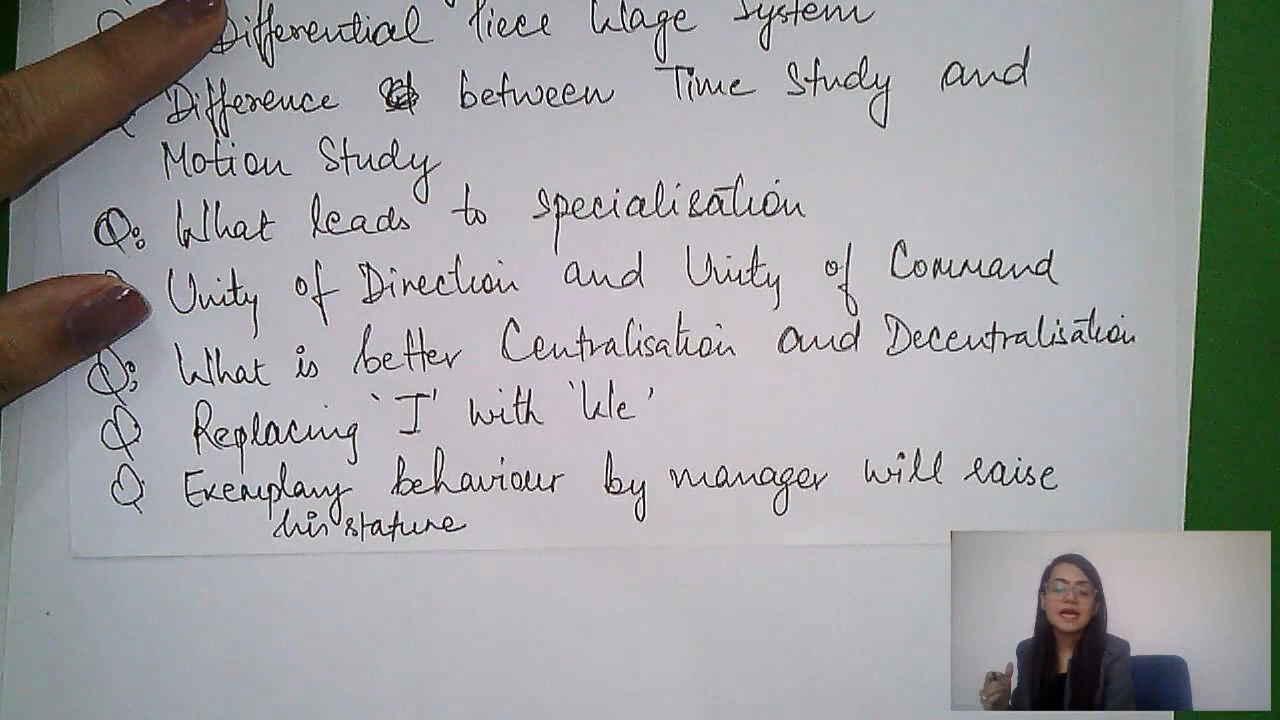 Q Differential Piece Wage System
Q Difference between Time Study and
Motion Study
Q: What leads to specialisation
Q Unity of Direction and Unity of Command
Q: What is better Centralisation and Decentralisation
Q Replacing 'I' with 'We'
Q Exemplary behaviour by manager will raise
his stature